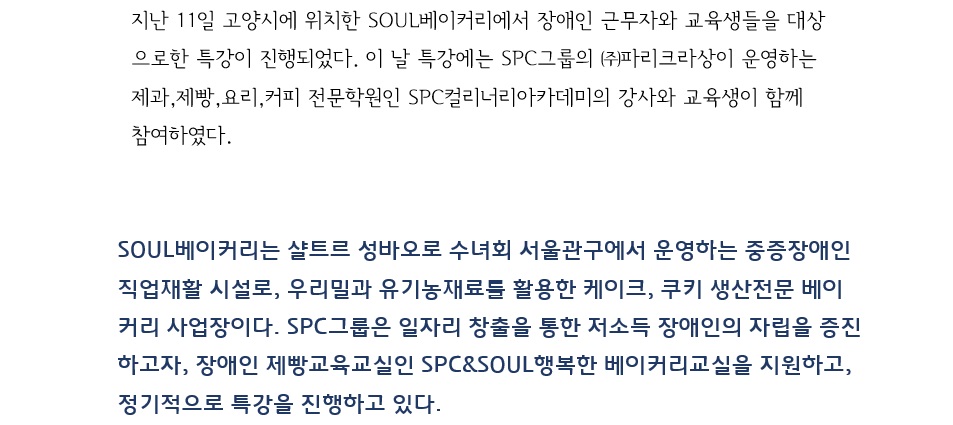 지난 11일 고양시에 위치한 SOUL베이커리에서 장애인 근무자와 교육생들을 대상
으로한 특강이 진행되었다. 이 날 특강에는 SPC그룹의 ㈜파리크라상이 운영하는
제과,제빵,요리,커피 전문학원인 SPC컬리너리아카데미의 강사와 교육생이 함께
참여하였다.
SOUL베이커리는 샬트르 성바오로 수녀회 서울관구에서 운영하는 중증장애인
직업재활 시설로, 우리밀과 유기농재료를 활용한 케이크, 쿠키 생산전문 베이
커리 사업장이다. SPC그룹은 일자리 창출을 통한 저소득 장애인의 자립을 증진
하고자, 장애인 제빵교육교실인 SPC&SOUL행복한 베이커리교실을 지원하고,
정기적으로 특강을 진행하고 있다.